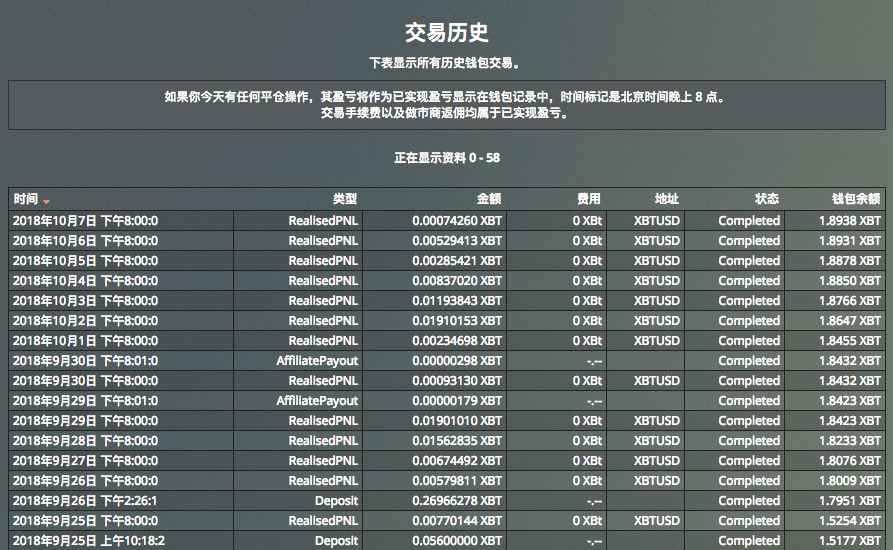 交易历史
下表显示所有历史钱包交易。
如果你今天有任何平仓操作，其盈亏将作为已实现盈亏显示在钱包记录中，时间标记是北京时间晚上 8 点。
交易手续费以及做市商返佣均属于已实现盈亏。
正在显示资料 0 - 58
时间 类型 金额 费用 地址 状态 钱包余额
2018年10月7日 下午8:00:0 RealisedPNL 0.00074260 XBT 0 XBt XBTUSD Completed 1.8938 XBT
2018年10月6日 下午8:00:0 RealisedPNL 0.00529413 XBT 0 XBt XBTUSD Completed 1.8931 XBT
2018年10月5日 下午8:00:0 RealisedPNL 0.00285421 XBT 0 XBt XBTUSD Completed 1.8878 XBT
2018年10月4日 下午8:00:0 RealisedPNL 0.00837020 XBT 0 XBt XBTUSD Completed 1.8850 XBT
2018年10月3日 下午8:00:0 RealisedPNL 0.01193843 XBT 0 XBt XBTUSD Completed 1.8766 XBT
2018年10月2日 下午8:00:0 RealisedPNL 0.01910153 XBT 0 XBt XBTUSD Completed 1.8647 XBT
2018年10月1日 下午8:00:0 RealisedPNL 0.00234698 XBT 0 XBt XBTUSD Completed 1.8455 XBT
2018年9月30日 下午8:01:0 AffiliatePayout 0.00000298 XBT -.-- Completed 1.8432 XBT
2018年9月30日 下午8:00:0 RealisedPNL 0.00093130 XBT 0 XBt XBTUSD Completed 1.8432 XBT
2018年9月29日 下午8:01:0 AffiliatePayout 0.00000179 XBT -.-- Completed 1.8423 XBT
2018年9月29日 下午8:00:0 RealisedPNL 0.01901010 XBT 0 XBt XBTUSD Completed 1.8423 XBT
2018年9月28日 下午8:00:0 RealisedPNL 0.01562835 XBT 0 XBt XBTUSD Completed 1.8233 XBT
2018年9月27日 下午8:00:0 RealisedPNL 0.00674492 XBT 0 XBt XBTUSD Completed 1.8076 XBT
2018年9月26日 下午8:00:0 RealisedPNL 0.00579811 XBT 0 XBt XBTUSD Completed 1.8009 XBT
2018年9月26日 下午2:26:1 Deposit 0.26966278 XBT -.-- Completed 1.7951 XBT
2018年9月25日 下午8:00:0 RealisedPNL 0.00770144 XBT 0 XBt XBTUSD Completed 1.5254 XBT
2018年9月25日 上午10:18:2 Deposit 0.05600000 XBT -.-- Completed 1.5177 XBT